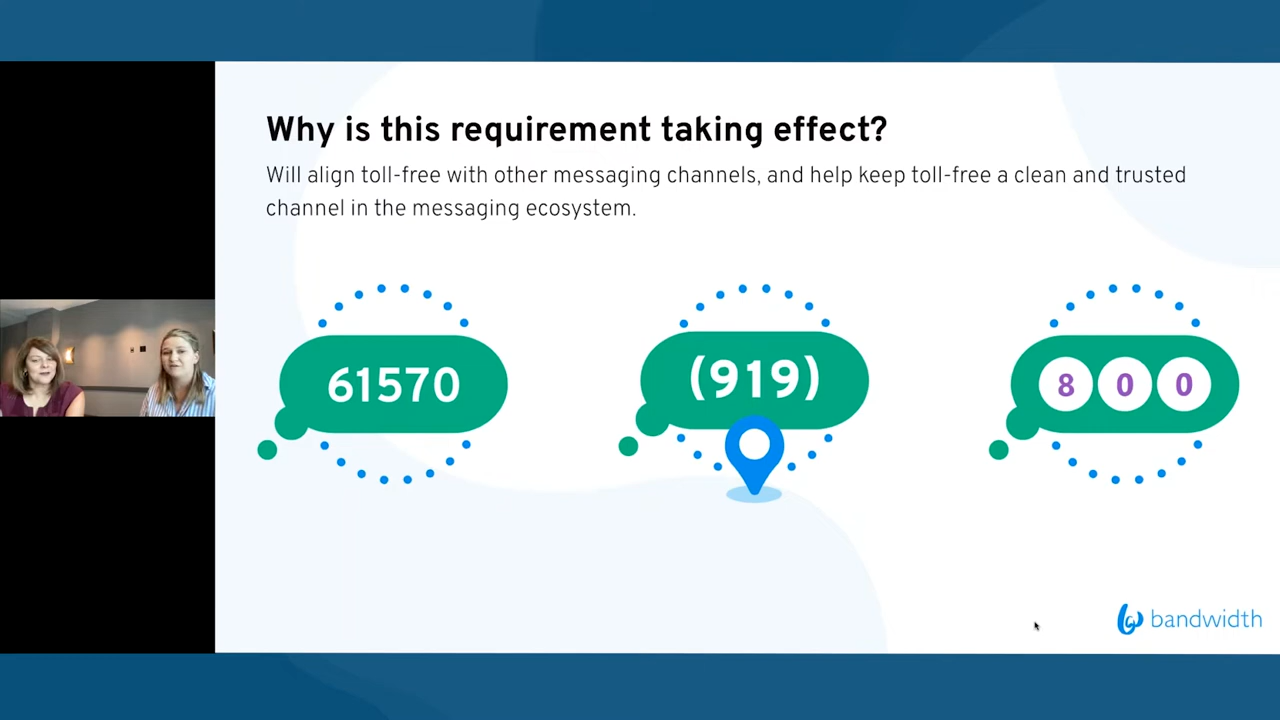 Why is this requirement taking effect?
Will align toll-free with other messaging channels, and help keep toll-free a clean and trusted
channel in the messaging ecosystem.
61570
(919)
8 0 0
bandwidth